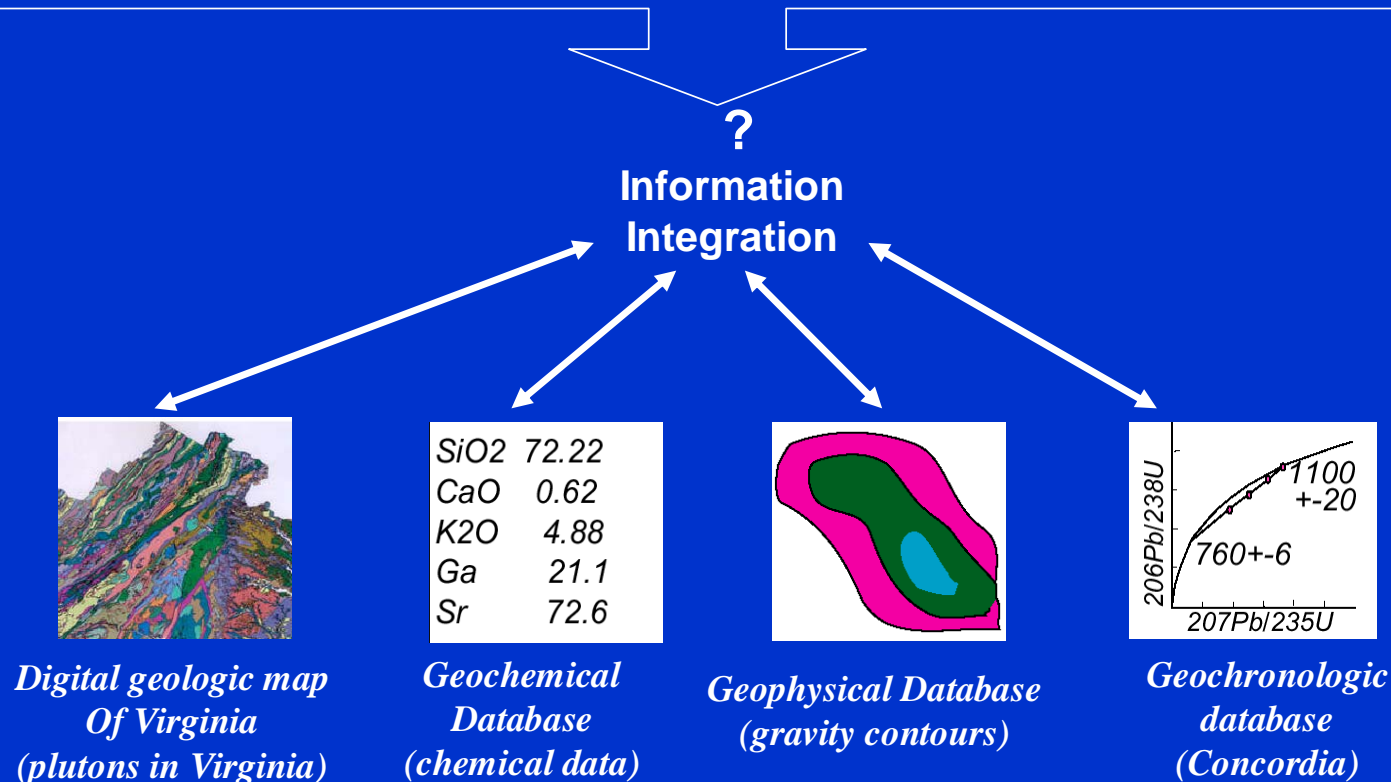 ?
Information
Integration
SiO2 72.22
CaO 0.62
K2O 4.88
Ga 21.1
Sr 72.6
206Pb/238U
1100
+-20
760+-6
207Pb/235U
Digital geologic map
Of Virginia
(plutons in Virginia)
Geochemical
Database
(chemical data)
Geophysical Database
(gravity contours)
Geochronologic
database
(Concordia)